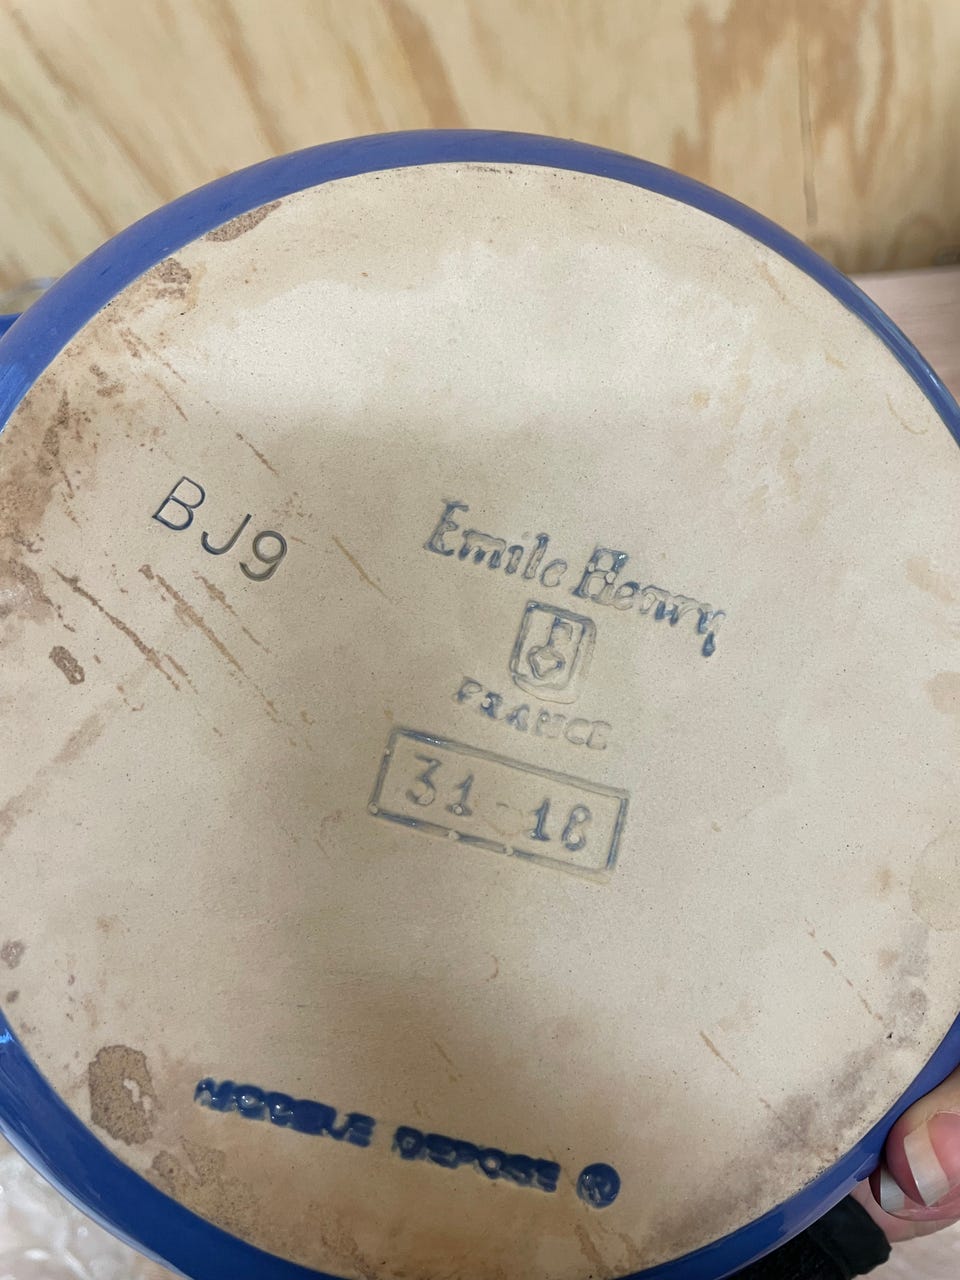 BJ9
Emile Henry
FRANCE
31-18
MODELE DEPOSE ®